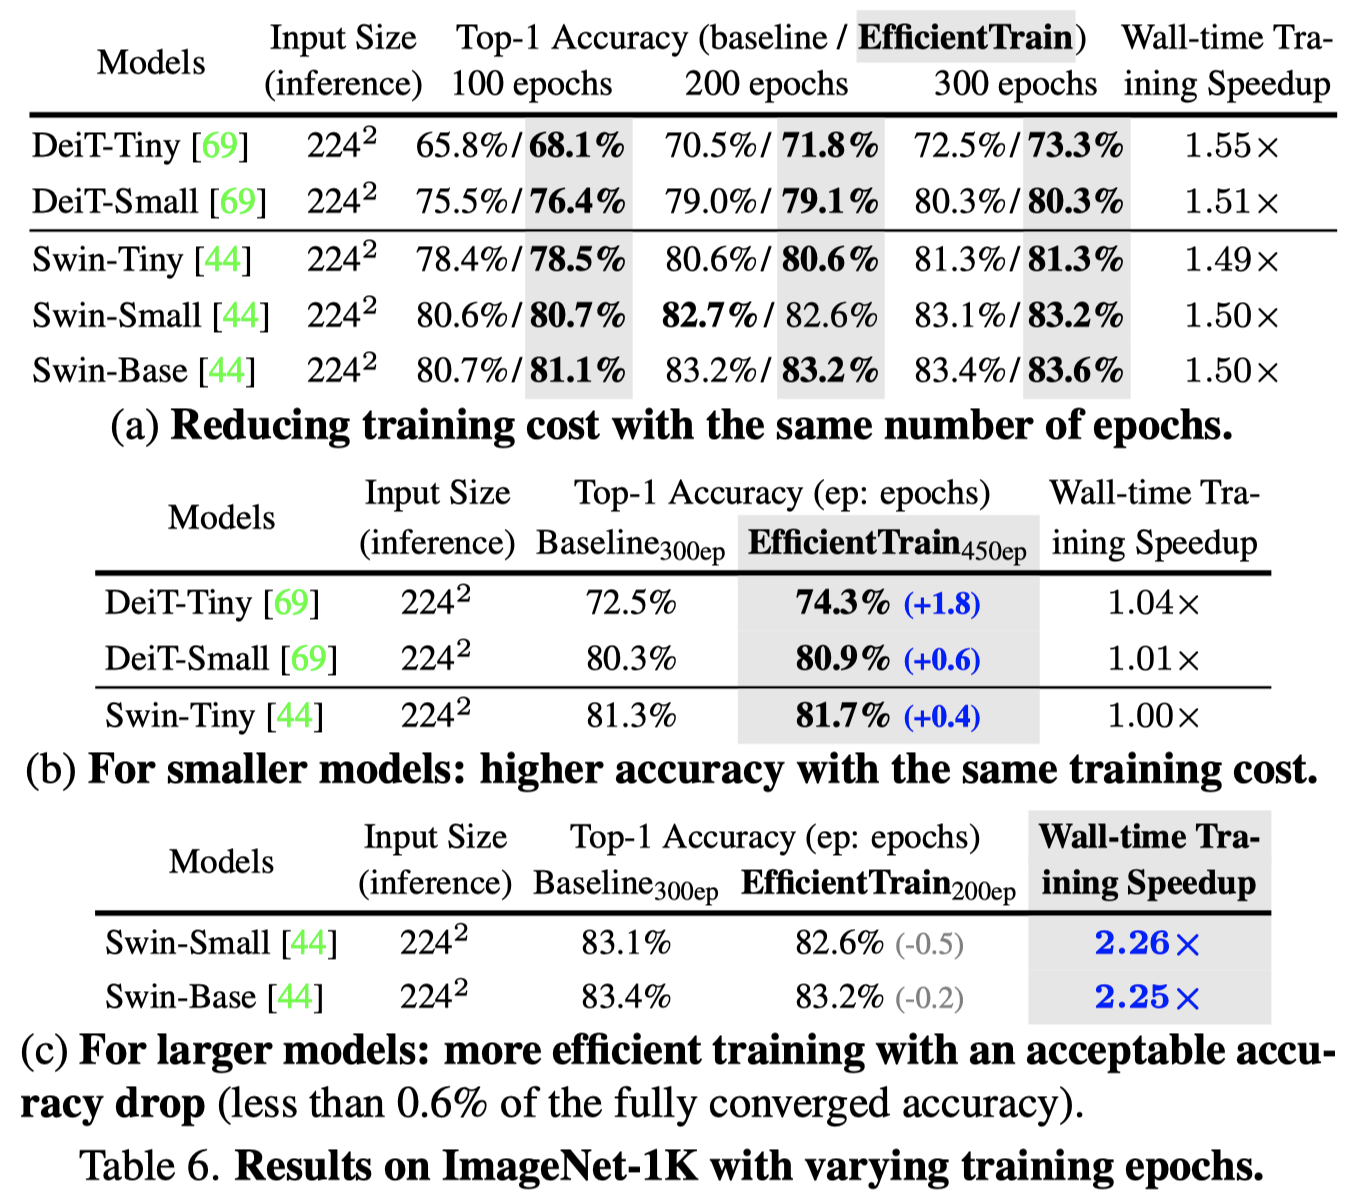 Models Input Size (inference) Top-1 Accuracy (baseline / EfficientTrain) Wall-time Tra-
100 epochs 200 epochs 300 epochs ining Speedup
DeiT-Tiny [69] 224² 65.8%/68.1% 70.5%/ 71.8% 72.5%/73.3% 1.55×
DeiT-Small [69] 224² 75.5%/76.4% 79.0%/ 79.1% 80.3%/80.3% 1.51×
Swin-Tiny [44] 224² 78.4%/78.5% 80.6%/ 80.6% 81.3%/81.3% 1.49×
Swin-Small [44] 224² 80.6%/80.7% 82.7%/ 82.6% 83.1%/83.2% 1.50×
Swin-Base [44] 224² 80.7%/81.1% 83.2%/ 83.2% 83.4%/83.6% 1.50×
(a) Reducing training cost with the same number of epochs.
Models Input Size (inference) Top-1 Accuracy (ep: epochs) Wall-time Tra-
Baseline300ep EfficientTrain450ep ining Speedup
DeiT-Tiny [69] 224² 72.5% 74.3% (+1.8) 1.04×
DeiT-Small [69] 224² 80.3% 80.9% (+0.6) 1.01×
Swin-Tiny [44] 224² 81.3% 81.7% (+0.4) 1.00×
(b) For smaller models: higher accuracy with the same training cost.
Models Input Size (inference) Top-1 Accuracy (ep: epochs) Wall-time Tra-
Baseline300ep EfficientTrain200ep ining Speedup
Swin-Small [44] 224² 83.1% 82.6% (-0.5) 2.26×
Swin-Base [44] 224² 83.4% 83.2% (-0.2) 2.25×
(c) For larger models: more efficient training with an acceptable accu-
racy drop (less than 0.6% of the fully converged accuracy).
Table 6. Results on ImageNet-1K with varying training epochs.